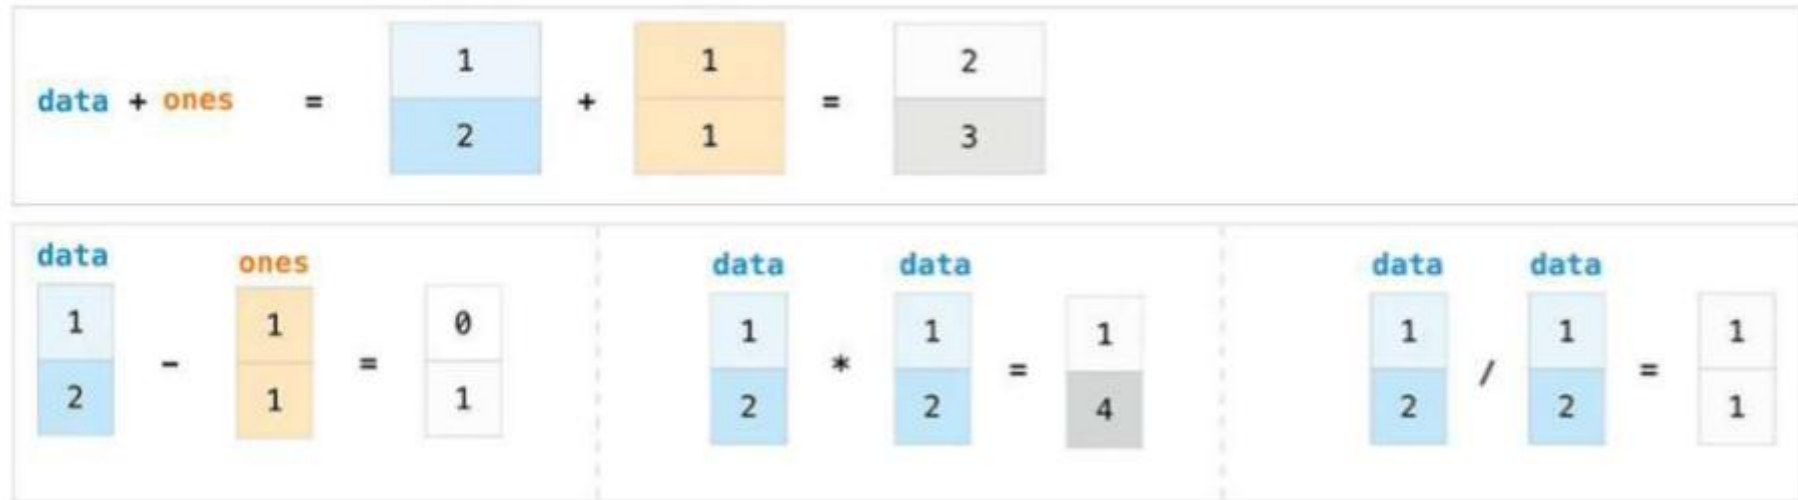 data + ones = 1 + 1 = 2
2 1 3
data ones data data data data
1 - 1 = 0 1 * 1 = 1 1 / 1 = 1
2 1 1 2 2 4 2 2 1